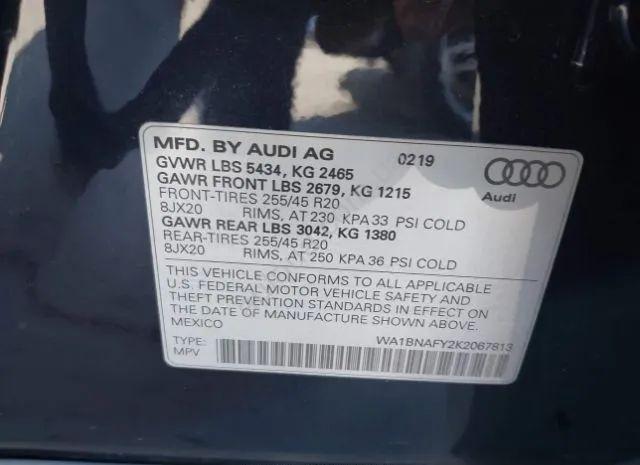 MFD. BY AUDI AG 0219
GVWR LBS 5434, KG 2465
GAWR FRONT LBS 2679, KG 1215
FRONT-TIRES 255/45 R20
8JX20 RIMS, AT 230 KPA 33 PSI COLD
GAWR REAR LBS 3042, KG 1380
REAR-TIRES 255/45 R20
8JX20 RIMS, AT 250 KPA 36 PSI COLD
Audi
THIS VEHICLE CONFORMS TO ALL APPLICABLE
U.S. FEDERAL MOTOR VEHICLE SAFETY AND
THEFT PREVENTION STANDARDS IN EFFECT ON
THE DATE OF MANUFACTURE SHOWN ABOVE.
MEXICO
WA1BNAFY2K2067813
TYPE:
MPV